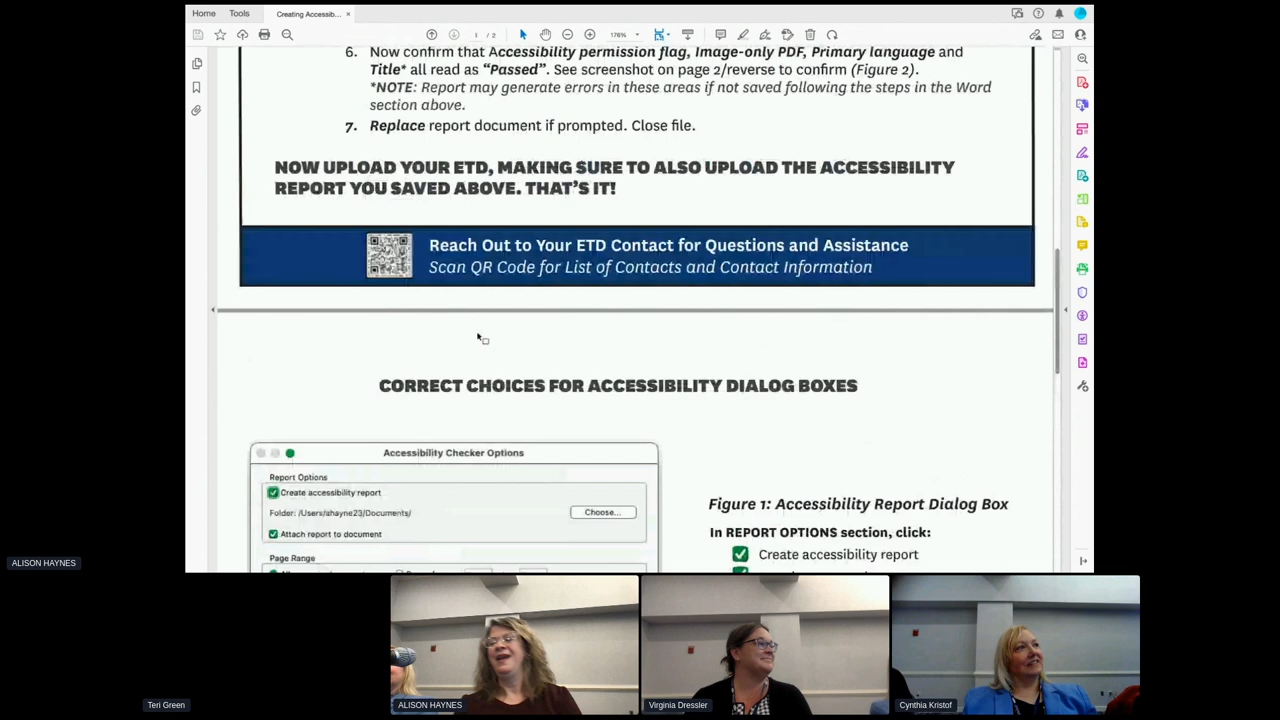 Home
Tools
Creating Accessib... ×
1 / 2
176%
6. Now confirm that Accessibility permission flag, Image-only PDF, Primary language and
Title* all read as “Passed”. See screenshot on page 2/reverse to confirm (Figure 2).
*NOTE: Report may generate errors in these areas if not saved following the steps in the Word
section above.
7. Replace report document if prompted. Close file.
NOW UPLOAD YOUR ETD, MAKING SURE TO ALSO UPLOAD THE ACCESSIBILITY
REPORT YOU SAVED ABOVE. THAT’S IT!
Reach Out to Your ETD Contact for Questions and Assistance
Scan QR Code for List of Contacts and Contact Information
CORRECT CHOICES FOR ACCESSIBILITY DIALOG BOXES
Accessibility Checker Options
Report Options
Create accessibility report
Folder: /Users/ahayne23/Documents/
Choose...
Attach report to document
Page Range
Figure 1: Accessibility Report Dialog Box
In REPORT OPTIONS section, click:
Create accessibility report
ALISON HAYNES
Teri Green
ALISON HAYNES
Virginia Dressler
Cynthia Kristof